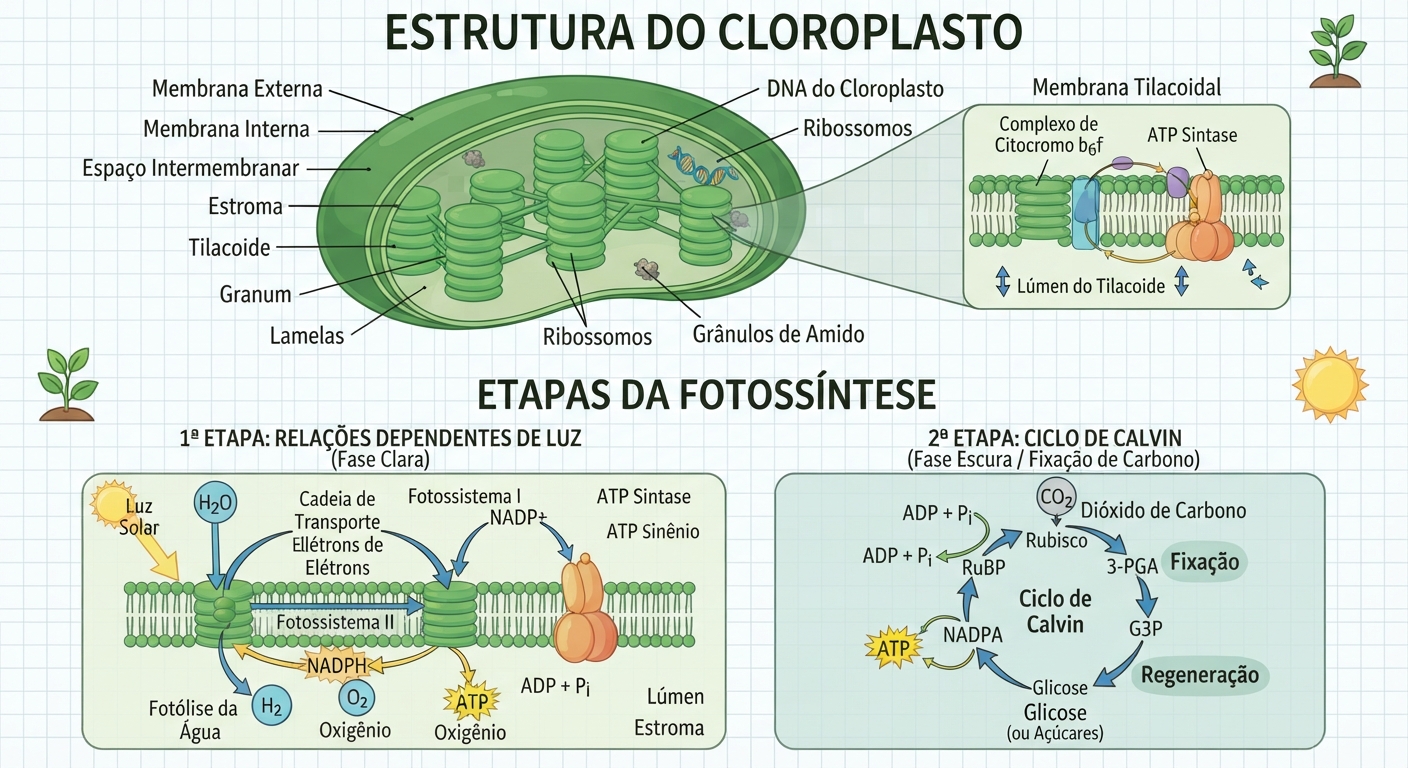 ESTRUTURA DO CLOROPLASTO
Membrana Externa
Membrana Interna
Espaço Intermembranar
Estroma
Tilacoide
Granum
Lamelas
Ribossomos
Grânulos de Amido
DNA do Cloroplasto
Ribossomos
Membrana Tilacoidal
Complexo de
Citocromo b₆f
ATP Sintase
Lúmen do Tilacoide
ETAPAS DA FOTOSSÍNTESE
1ª ETAPA: RELAÇÕES DEPENDENTES DE LUZ
(Fase Clara)
Luz
Solar
H₂O
Cadeia de
Transporte
Ellétrons de
Elétrons
Fotossistema I
NADP+
ATP Sintase
ATP Sinênio
Fotossistema II
NADPH
Fotólise da
Água
H₂
O₂
Oxigênio
ATP
Oxigênio
ADP + Pi
Lúmen
Estroma
2ª ETAPA: CICLO DE CALVIN
(Fase Escura / Fixação de Carbono)
CO₂
Dióxido de Carbono
ADP + Pi
ADP + Pi
Rubisco
RuBP
3-PGA
Fixação
Ciclo de
Calvin
NADPA
G3P
ATP
Regeneração
Glicose
Glicose
(ou Açúcares)